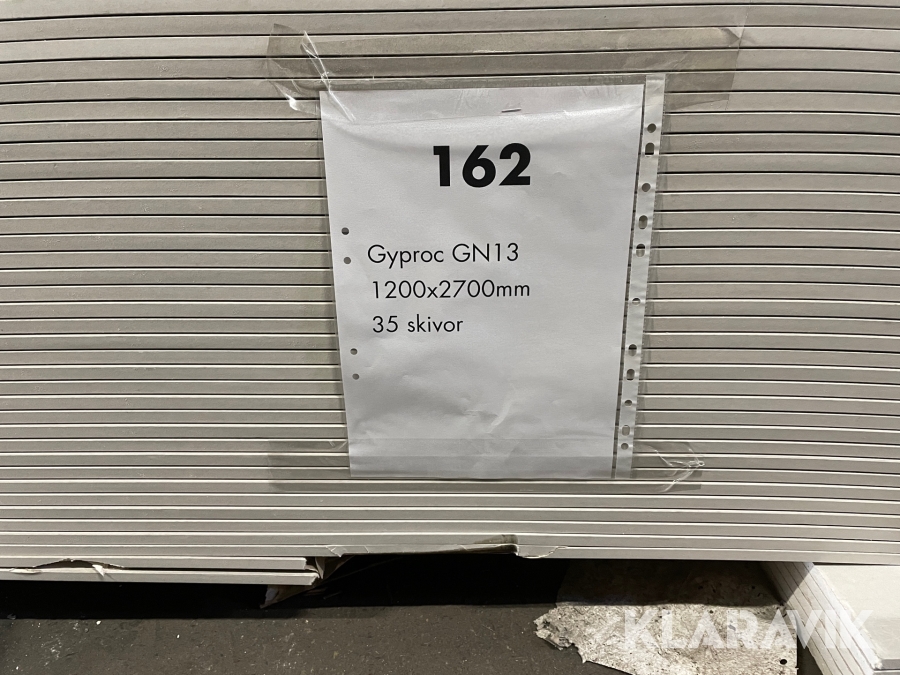 162
Gyproc GN13
1200x2700mm
35 skivor
KLARAVIK